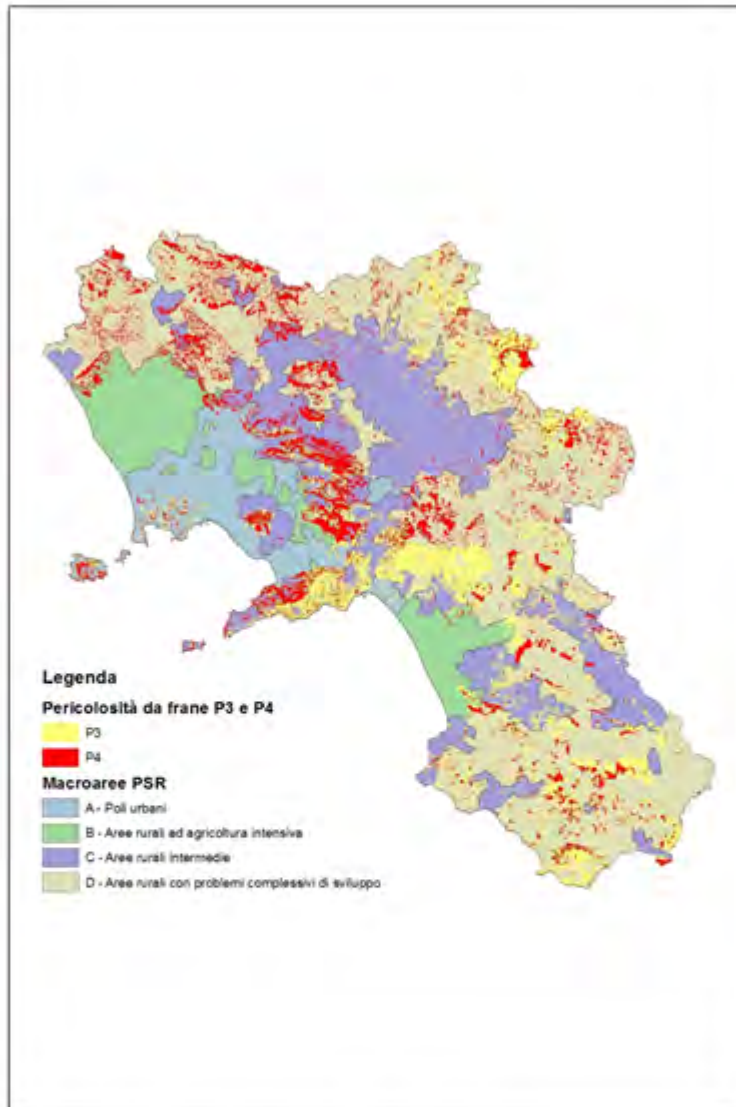 Legenda
Pericolosità da frane P3 e P4
P3
P4
Macroaree PSR
A - Poli urbani
B - Aree rurali ad agricoltura intensiva
C - Aree rurali intermedie
D - Aree rurali con problemi complessivi di sviluppo